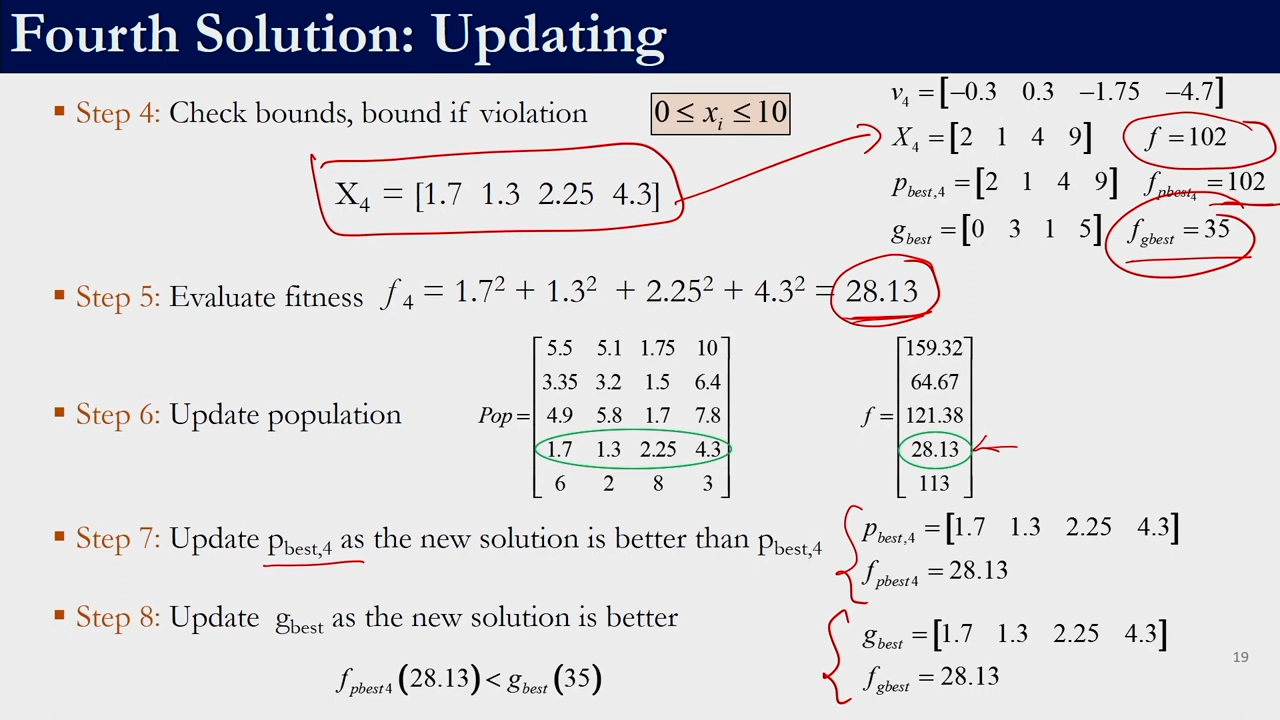 Fourth Solution: Updating
▪ Step 4: Check bounds, bound if violation
0 ≤ xᵢ ≤ 10
v₄ = [−0.3 0.3 −1.75 −4.7]
X₄ = [2 1 4 9] f = 102
p_best,4 = [2 1 4 9] f_pbest₄ = 102
g_best = [0 3 1 5] f_gbest = 35
X₄ = [1.7 1.3 2.25 4.3]
▪ Step 5: Evaluate fitness f₄ = 1.7² + 1.3² + 2.25² + 4.3² = 28.13
▪ Step 6: Update population
Pop =
5.5 5.1 1.75 10
3.35 3.2 1.5 6.4
4.9 5.8 1.7 7.8
1.7 1.3 2.25 4.3
6 2 8 3
f =
159.32
64.67
121.38
28.13
113
▪ Step 7: Update p_best,4 as the new solution is better than p_best,4
p_best,4 = [1.7 1.3 2.25 4.3]
f_pbest4 = 28.13
▪ Step 8: Update g_best as the new solution is better
f_pbest4 (28.13) < g_best (35)
g_best = [1.7 1.3 2.25 4.3]
f_gbest = 28.13
19